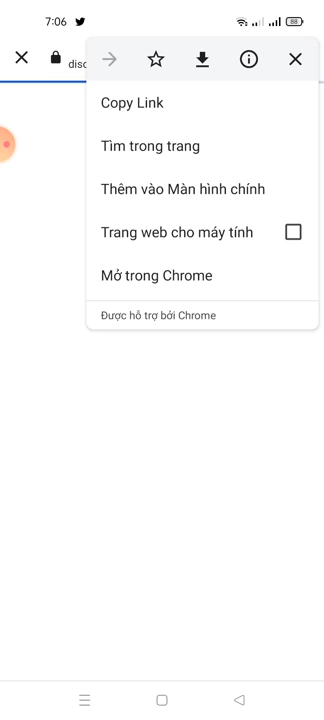 7:06
88
disc
Copy Link
Tìm trong trang
Thêm vào Màn hình chính
Trang web cho máy tính
Mở trong Chrome
Được hỗ trợ bởi Chrome